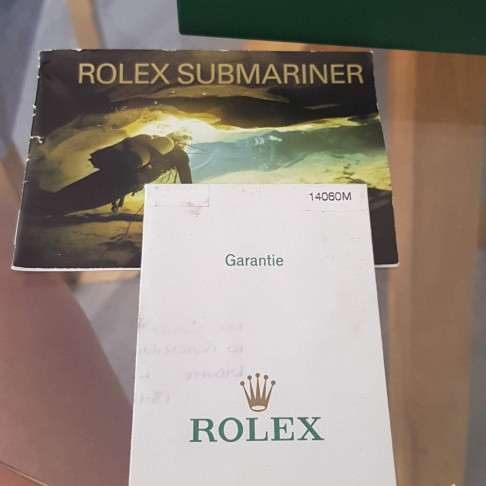 ROLEX SUBMARINER
14060M
Garantie
ROLEX